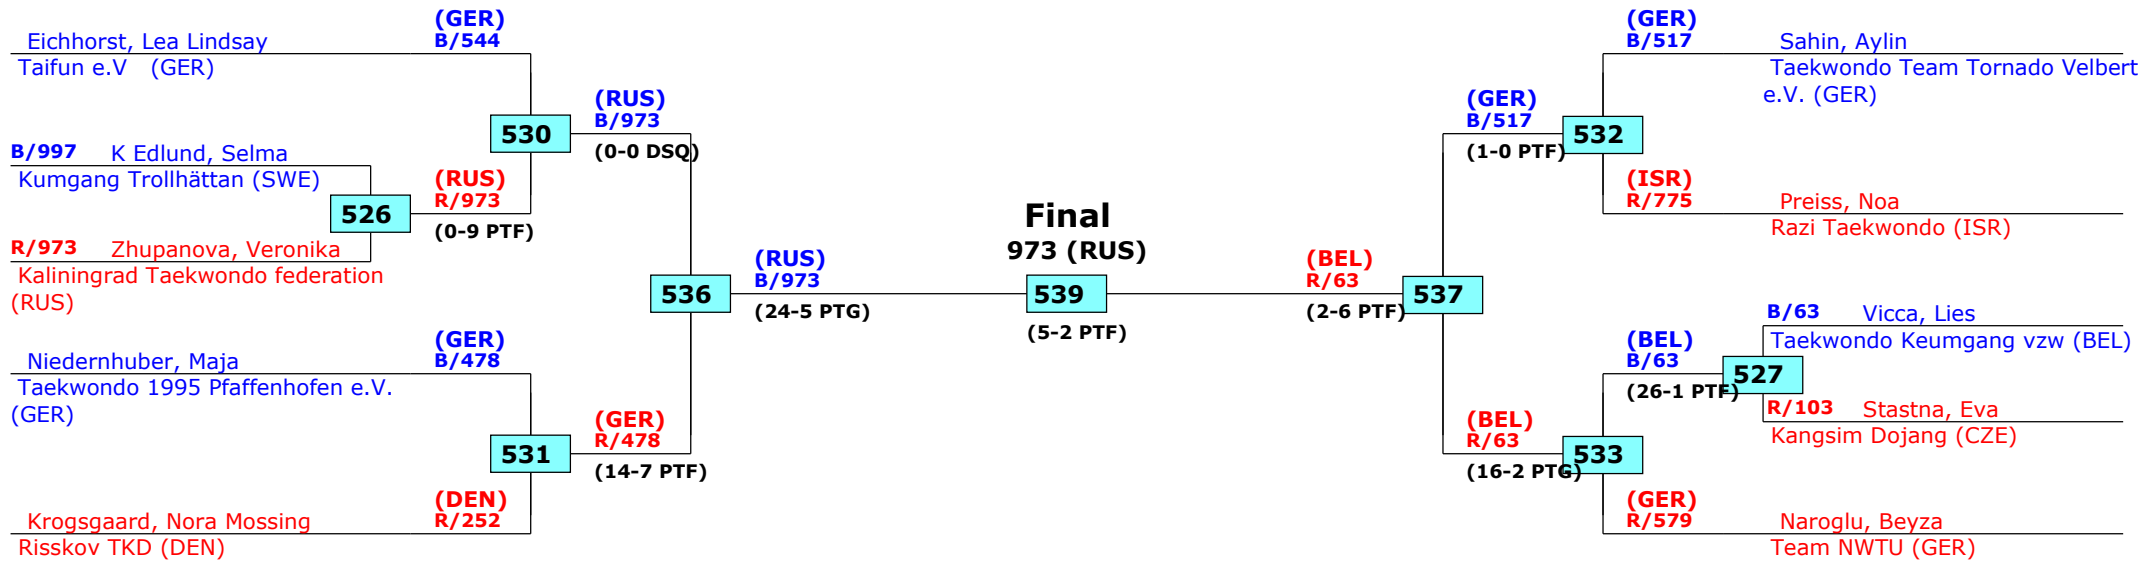 (GER)
Eichhorst, Lea Lindsay
B/544
Taifun e.V (GER)
(RUS)
B/973
530
(0-0 DSQ)
B/997
K Edlund, Selma
Kumgang Trollhättan (SWE)
(RUS)
R/973
526
(0-9 PTF)
R/973
Zhupanova, Veronika
Kaliningrad Taekwondo federation
(RUS)
(RUS)
B/973
536
(24-5 PTG)
(GER)
Niedernhuber, Maja
B/478
Taekwondo 1995 Pfaffenhofen e.V.
(GER)
(GER)
R/478
531
(14-7 PTF)
(DEN)
Krogsgaard, Nora Mossing
R/252
Risskov TKD (DEN)
Final
973 (RUS)
539
(5-2 PTF)
(GER)
B/517
Sahin, Aylin
Taekwondo Team Tornado Velbert
e.V. (GER)
(GER)
B/517
532
(1-0 PTF)
(ISR)
R/775
Preiss, Noa
Razi Taekwondo (ISR)
(BEL)
R/63
537
(2-6 PTF)
B/63
Vicca, Lies
Taekwondo Keumgang vzw (BEL)
(BEL)
B/63
527
(26-1 PTF)
R/103
Stastna, Eva
Kangsim Dojang (CZE)
(BEL)
R/63
533
(16-2 PTG)
(GER)
R/579
Naroglu, Beyza
Team NWTU (GER)